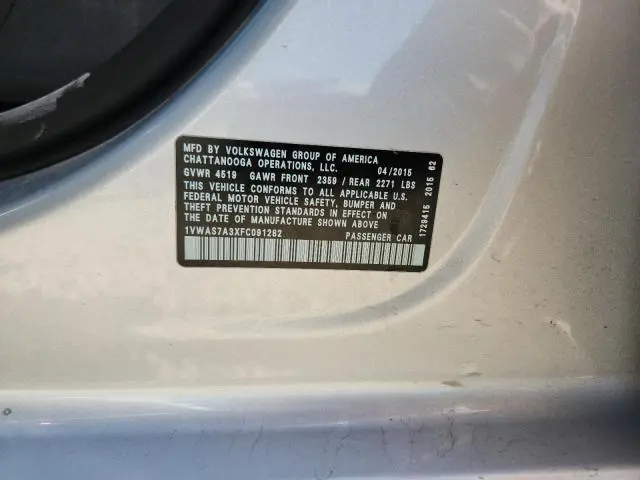 MFD BY VOLKSWAGEN GROUP OF AMERICA
CHATTANOOGA OPERATIONS, LLC. 04/2015
GVWR 4519 GAWR FRONT 2359 / REAR 2271 LBS
THIS VEHICLE CONFORMS TO ALL APPLICABLE U.S.
FEDERAL MOTOR VEHICLE SAFETY, BUMPER AND
THEFT PREVENTION STANDARDS IN EFFECT ON
THE DATE OF MANUFACTURE SHOWN ABOVE
1VWAS7A3XFC091282 PASSENGER CAR
1729415 2015 62